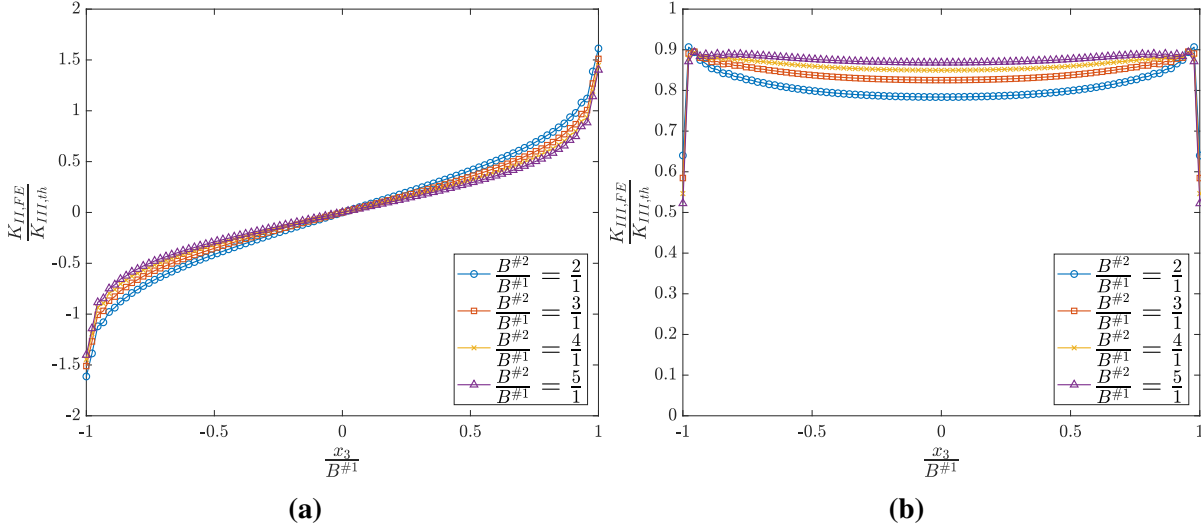 2
1.5
1
0.5
0
-0.5
-1
-1.5
-2
K_{II,FE}
K_{III,th}
-1 -0.5 0 0.5 1
x_3
B^{#1}
B^{#2}/B^{#1} = 2/1
B^{#2}/B^{#1} = 3/1
B^{#2}/B^{#1} = 4/1
B^{#2}/B^{#1} = 5/1
(a)
1
0.9
0.8
0.7
0.6
0.5
0.4
0.3
0.2
0.1
0
K_{III,FE}
K_{III,th}
-1 -0.5 0 0.5 1
x_3
B^{#1}
B^{#2}/B^{#1} = 2/1
B^{#2}/B^{#1} = 3/1
B^{#2}/B^{#1} = 4/1
B^{#2}/B^{#1} = 5/1
(b)